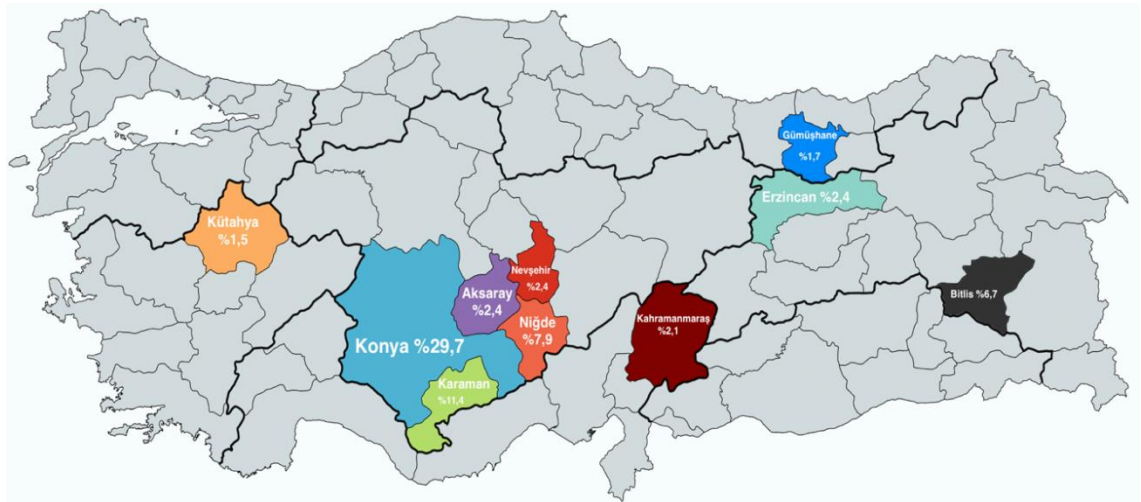 Gümüşhane
%1,7
Erzincan %2,4
Kütahya
%1,5
Nevşehir
%2,4
Aksaray
%2,4
Bitlis %6,7
Niğde
%7,9
Kahramanmaraş
%2,1
Konya %29,7
Karaman
%11,4